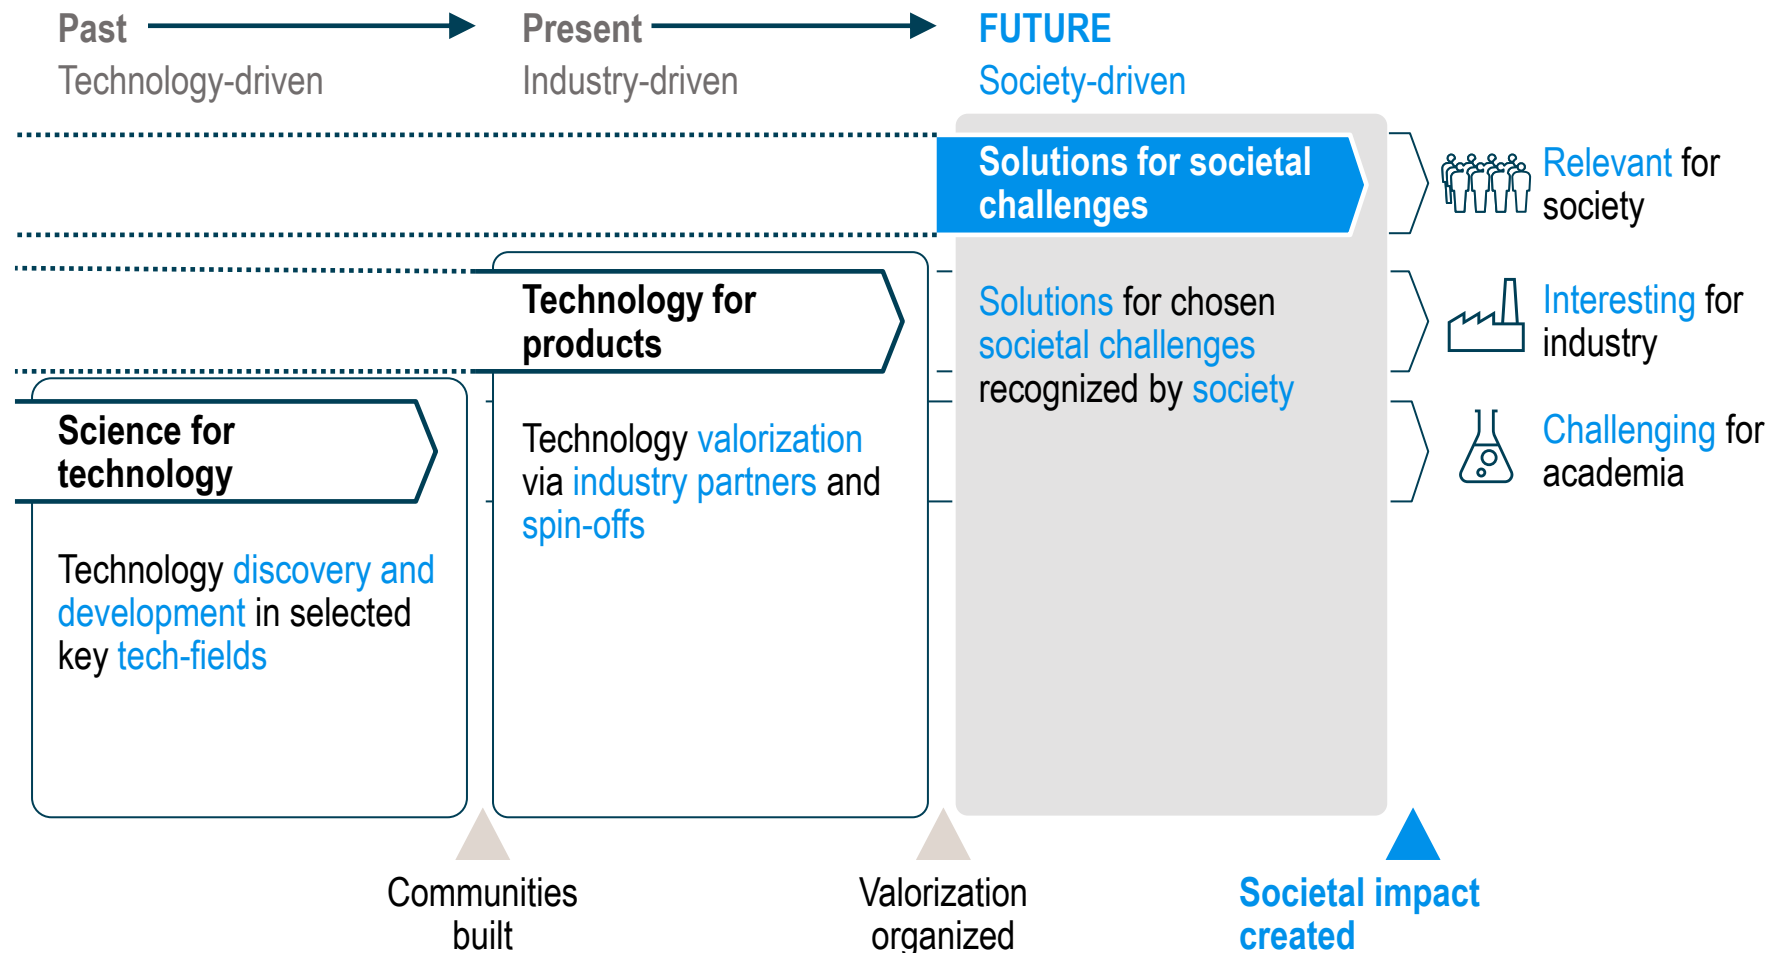 Past
Technology-driven
Present
Industry-driven
FUTURE
Society-driven
Solutions for societal
challenges
Relevant for
society
Technology for
products
Solutions for chosen
societal challenges
recognized by society
Interesting for
industry
Science for
technology
Technology valorization
via industry partners and
spin-offs
Challenging for
academia
Technology discovery and
development in selected
key tech-fields
Communities
built
Valorization
organized
Societal impact
created